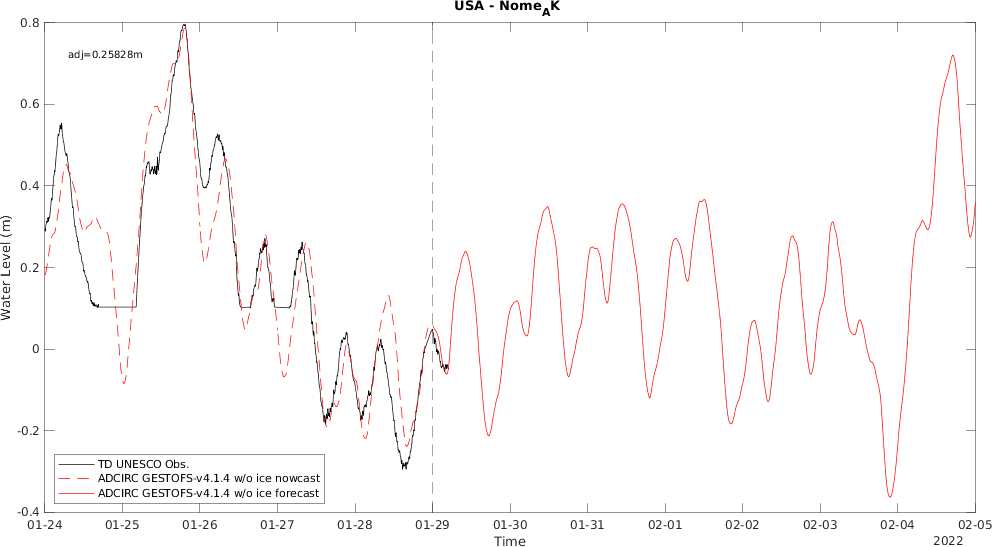 USA - Nome_AK
adj=0.25828m
0.8
0.6
0.4
0.2
0
-0.2
-0.4
Water Level (m)
TD UNESCO Obs.
ADCIRC GESTOFS-v4.1.4 w/o ice nowcast
ADCIRC GESTOFS-v4.1.4 w/o ice forecast
01-24 01-25 01-26 01-27 01-28 01-29 01-30 01-31 02-01 02-02 02-03 02-04 02-05
Time
2022